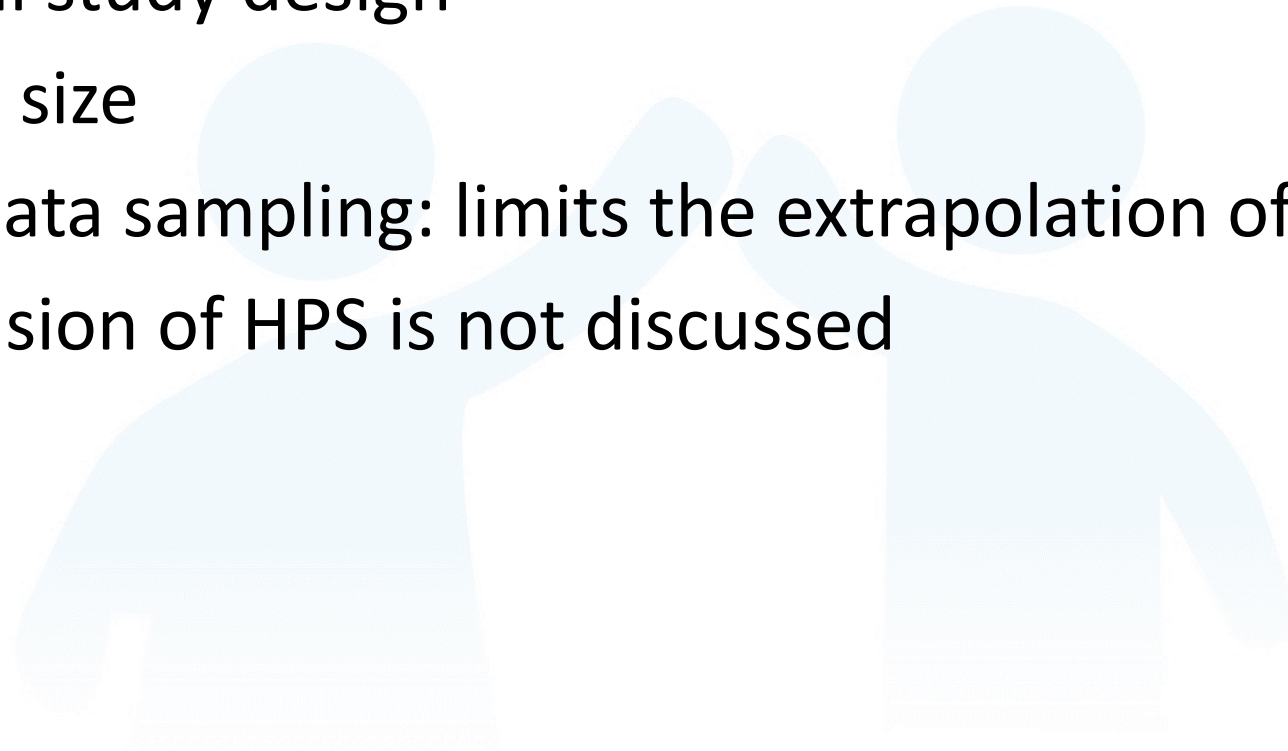 study design
size
ata sampling: limits the extrapolation of
sion of HPS is not discussed